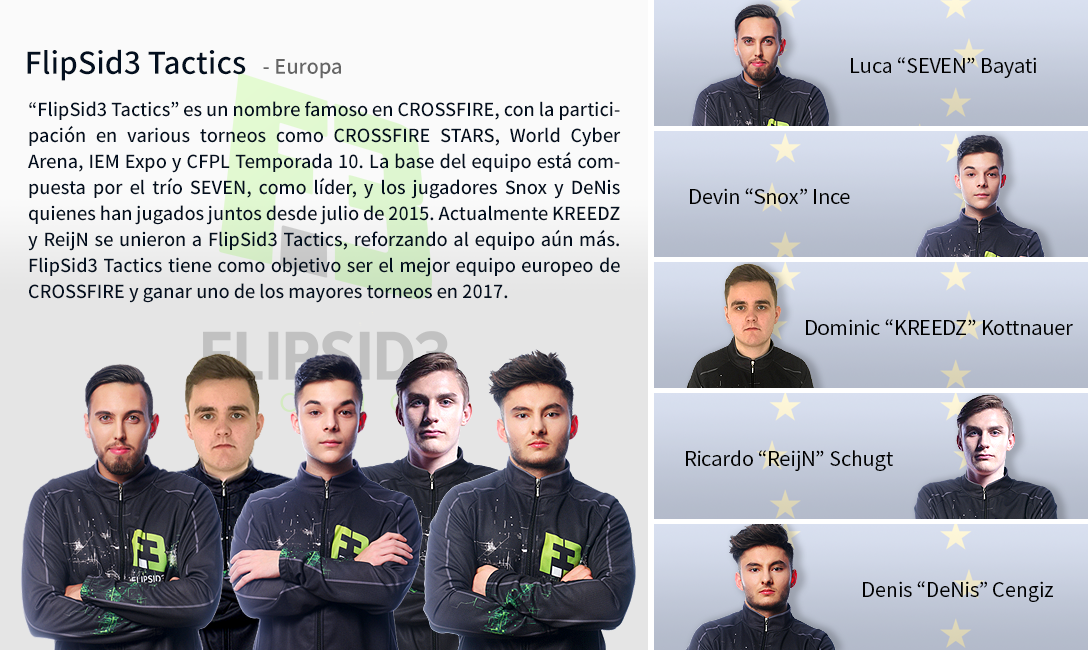 FlipSid3 Tactics - Europa
“FlipSid3 Tactics” es un nombre famoso en CROSSFIRE, con la partici-
pación en various torneos como CROSSFIRE STARS, World Cyber
Arena, IEM Expo y CFPL Temporada 10. La base del equipo está com-
puesta por el trío SEVEN, como líder, y los jugadores Snox y DeNis
quienes han jugados juntos desde julio de 2015. Actualmente KREEDZ
y ReijN se unieron a FlipSid3 Tactics, reforzando al equipo aún más.
FlipSid3 Tactics tiene como objetivo ser el mejor equipo europeo de
CROSSFIRE y ganar uno de los mayores torneos en 2017.
FLIPSID3
FLIPSID3
Luca “SEVEN” Bayati
Devin “Snox” Ince
Dominic “KREEDZ” Kottnauer
Ricardo “ReijN” Schugt
Denis “DeNis” Cengiz